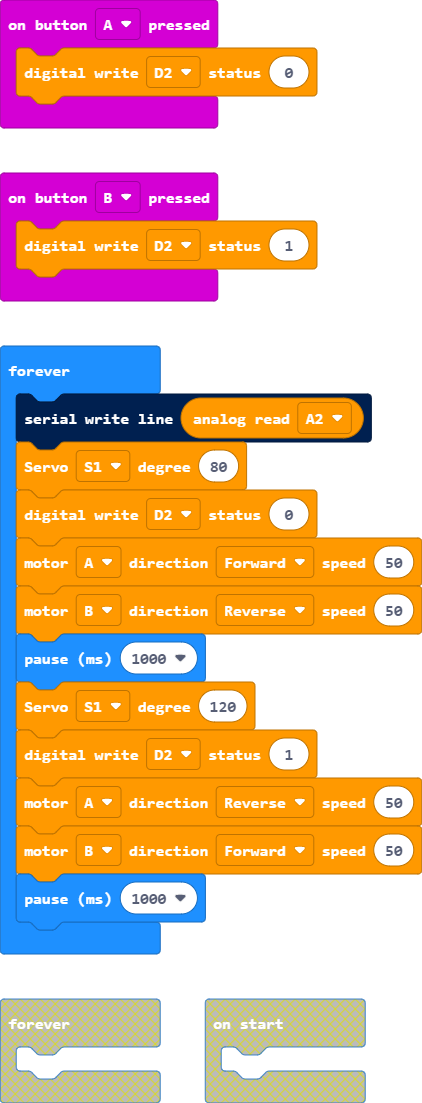 on button A pressed
digital write D2 status 0
on button B pressed
digital write D2 status 1
forever
serial write line analog read A2
Servo S1 degree 80
digital write D2 status 0
motor A direction Forward speed 50
motor B direction Reverse speed 50
pause (ms) 1000
Servo S1 degree 120
digital write D2 status 1
motor A direction Reverse speed 50
motor B direction Forward speed 50
pause (ms) 1000
forever on start